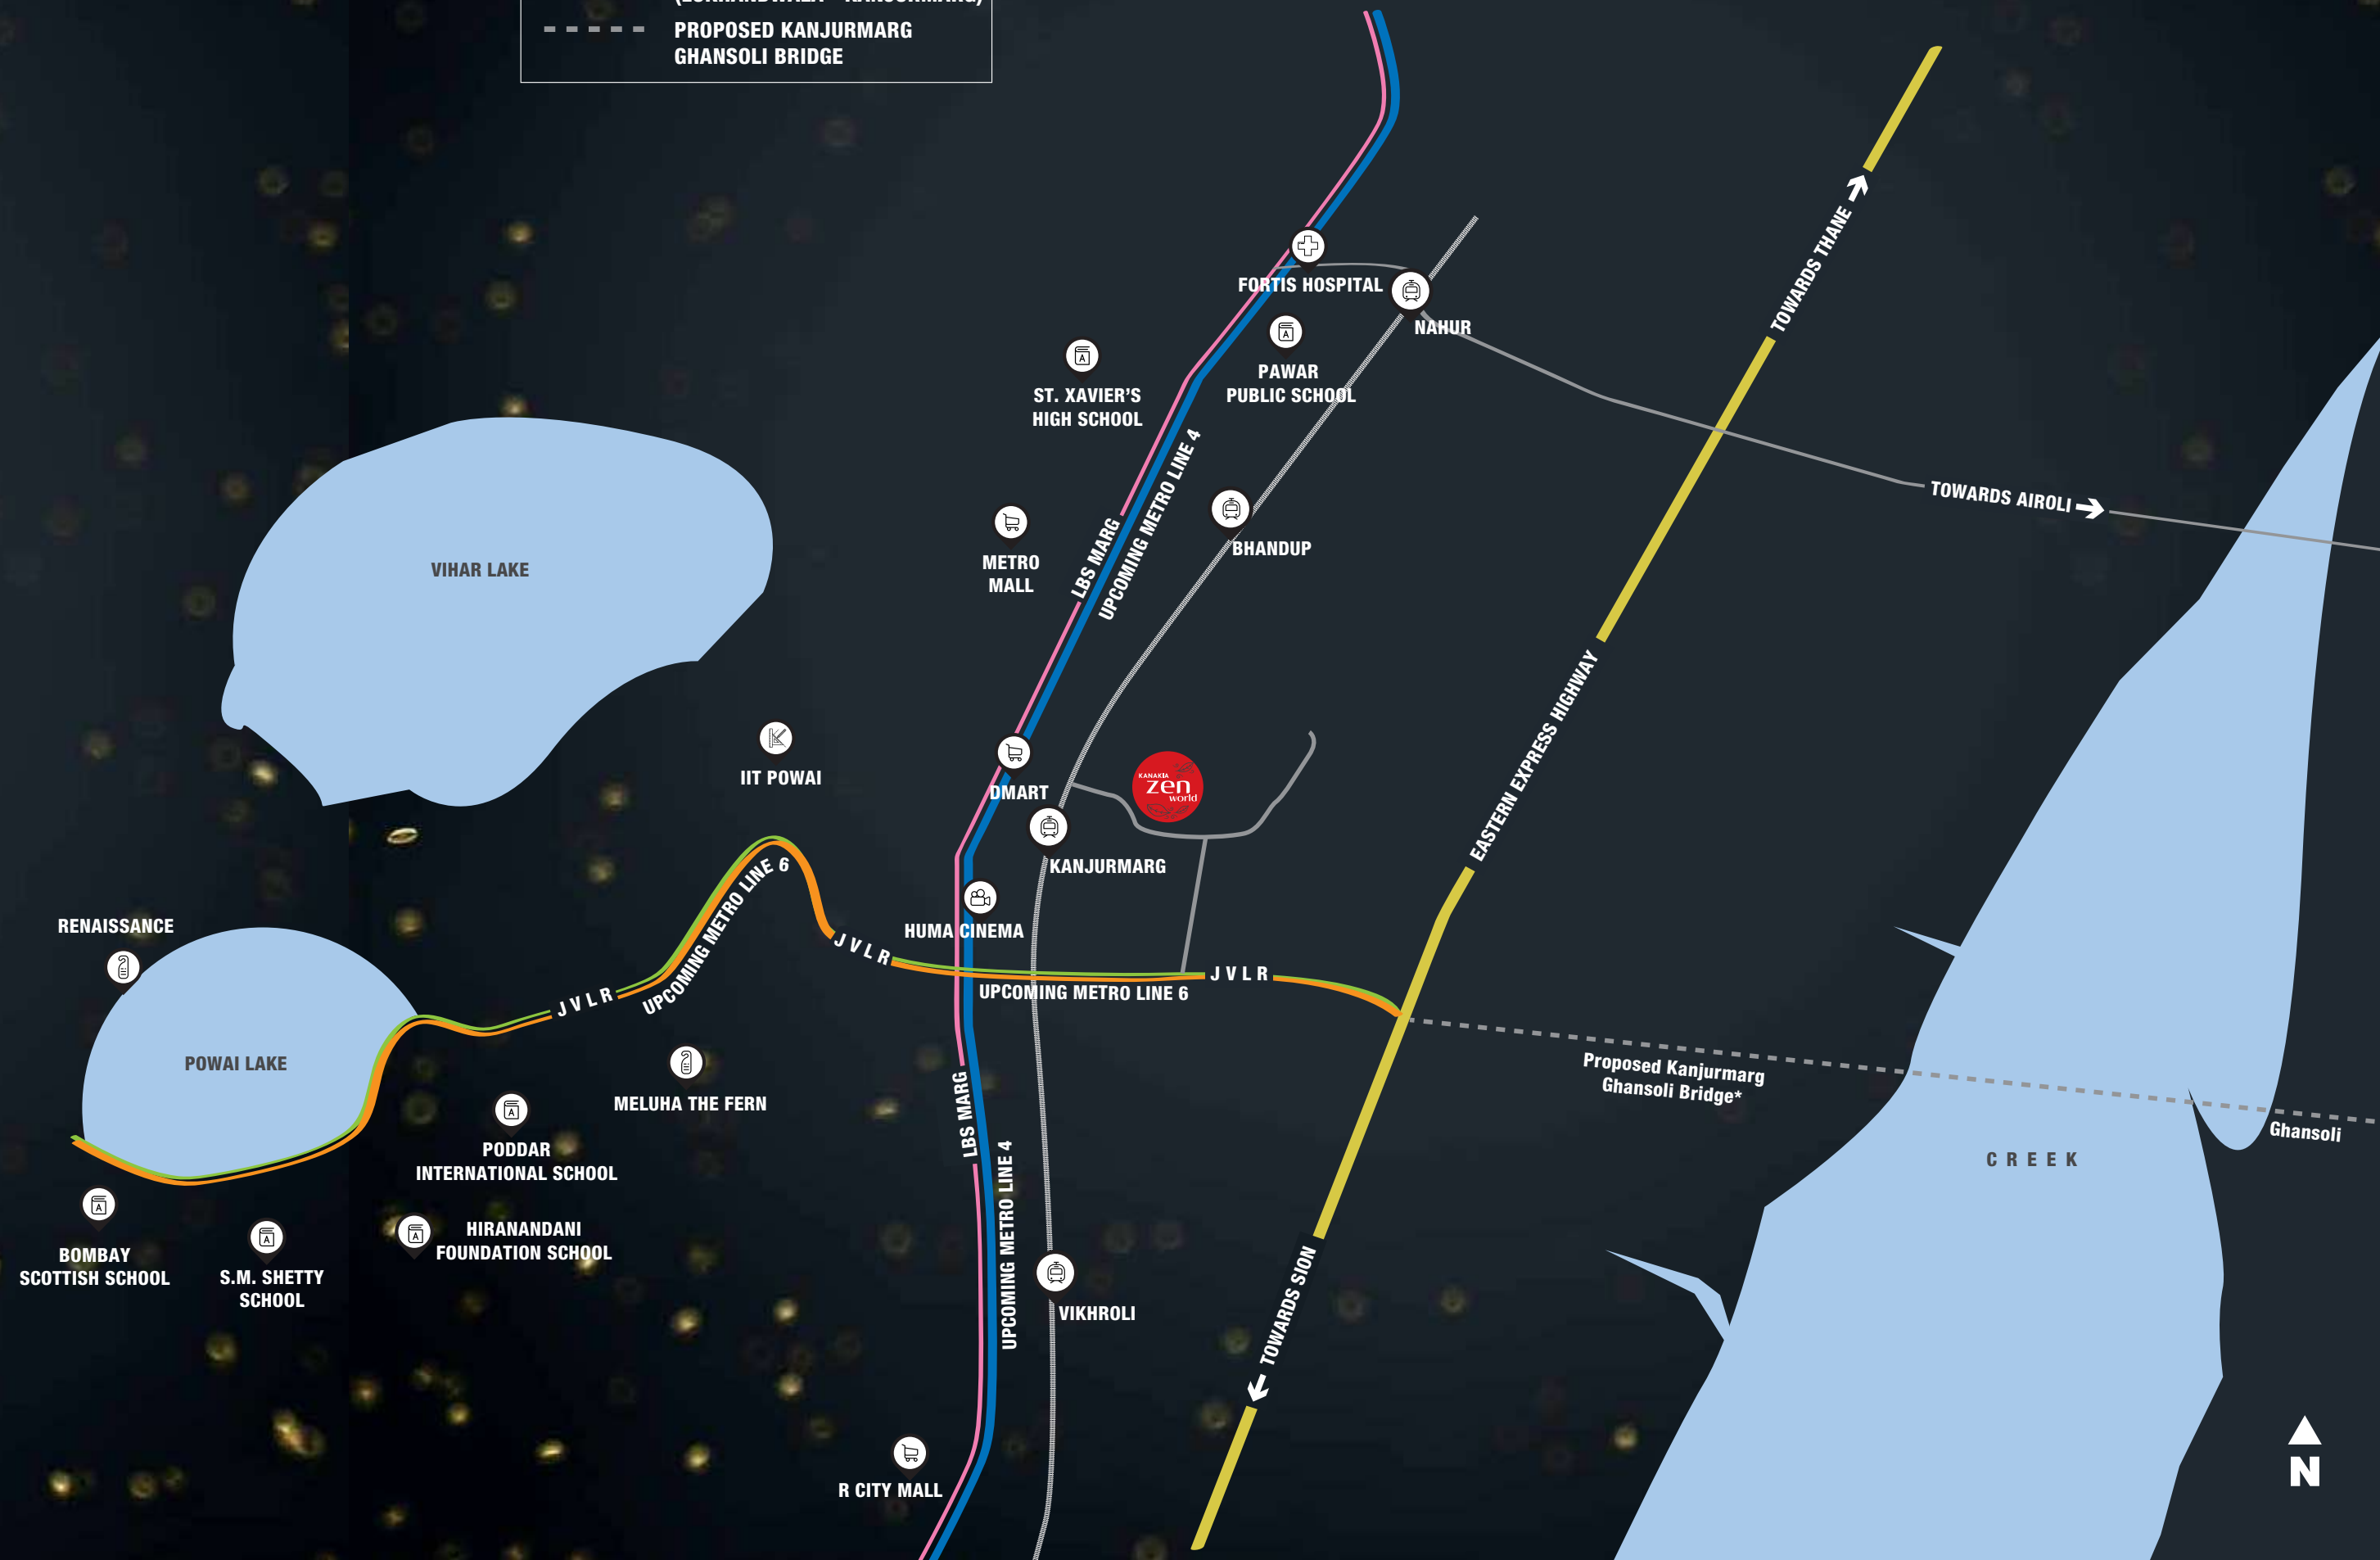 PROPOSED KANJURMARG
GHANSOLI BRIDGE
TOWARDS THANE
FORTIS HOSPITAL
NAHUR
PAWAR
PUBLIC SCHOOL
ST. XAVIER'S
HIGH SCHOOL
TOWARDS AIROLI
LBS MARG
UPCOMING METRO LINE 4
BHANDUP
METRO
MALL
VIHAR LAKE
EASTERN EXPRESS HIGHWAY
IIT POWAI
DMART
KANAKIA
zen
world
KANJURMARG
UPCOMING METRO LINE 6
HUMA CINEMA
RENAISSANCE
JVLR
JVLR
JVLR
UPCOMING METRO LINE 6
POWAI LAKE
Proposed Kanjurmarg
Ghansoli Bridge*
Ghansoli
MELUHA THE FERN
LBS MARG
UPCOMING METRO LINE 4
PODDAR
INTERNATIONAL SCHOOL
CREEK
HIRANANDANI
FOUNDATION SCHOOL
BOMBAY
SCOTTISH SCHOOL
S.M. SHETTY
SCHOOL
VIKHROLI
TOWARDS SION
R CITY MALL
N